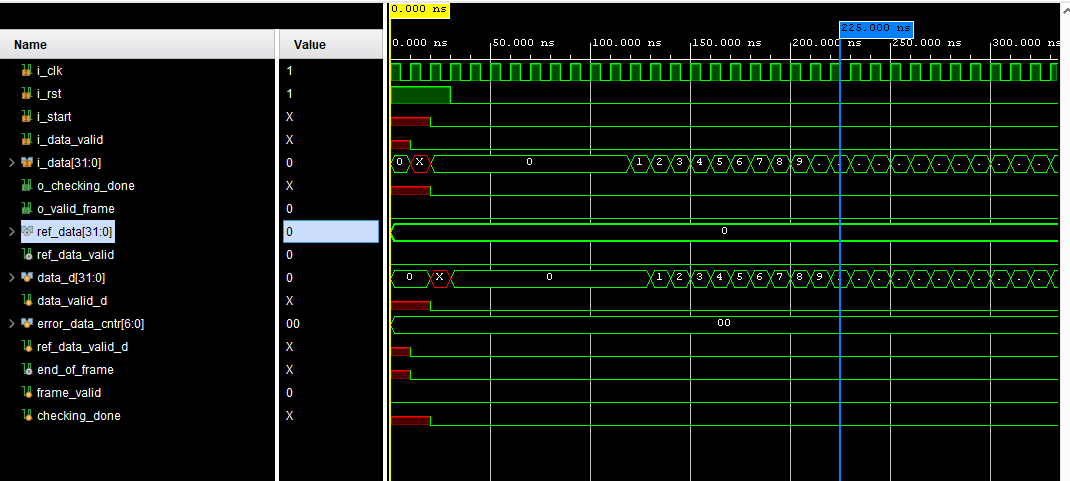 0.000 ns
225.000 ns
Name Value
0.000 ns 50.000 ns 100.000 ns 150.000 ns 200.000 ns 250.000 ns 300.000 ns
i_clk 1
i_rst 1
i_start X
i_data_valid X
i_data[31:0] 0 0 X 0 1 2 3 4 5 6 7 8 9 . . . . . . . . . . . .
o_checking_done X
o_valid_frame 0
ref_data[31:0] 0 0
ref_data_valid 0
data_d[31:0] 0 0 X 0 1 2 3 4 5 6 7 8 9 . . . . . . . . . . .
data_valid_d X
error_data_cntr[6:0] 00 00
ref_data_valid_d X
end_of_frame X
frame_valid 0
checking_done X